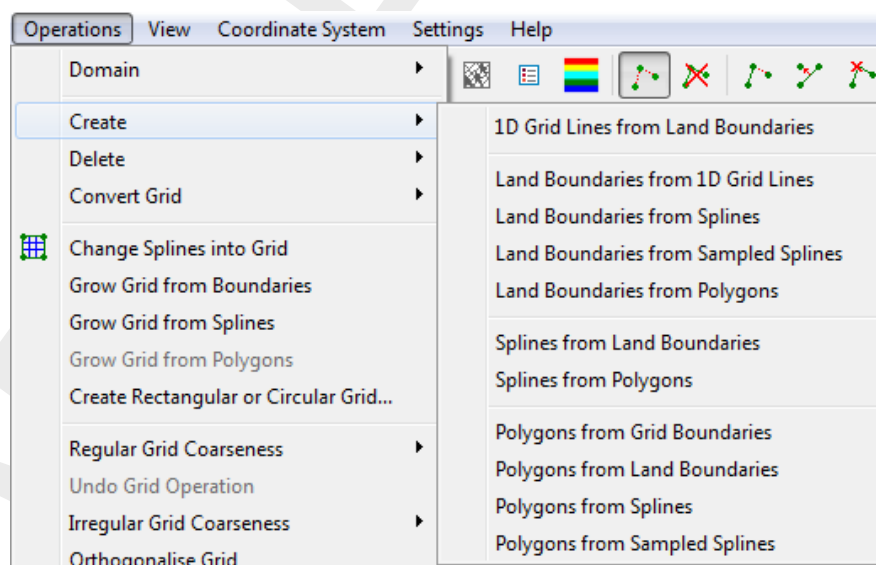 Operations View Coordinate System Settings Help
Domain
Create
Delete
Convert Grid
Change Splines into Grid
Grow Grid from Boundaries
Grow Grid from Splines
Grow Grid from Polygons
Create Rectangular or Circular Grid...
Regular Grid Coarseness
Undo Grid Operation
Irregular Grid Coarseness
Orthogonalise Grid
1D Grid Lines from Land Boundaries
Land Boundaries from 1D Grid Lines
Land Boundaries from Splines
Land Boundaries from Sampled Splines
Land Boundaries from Polygons
Splines from Land Boundaries
Splines from Polygons
Polygons from Grid Boundaries
Polygons from Land Boundaries
Polygons from Splines
Polygons from Sampled Splines